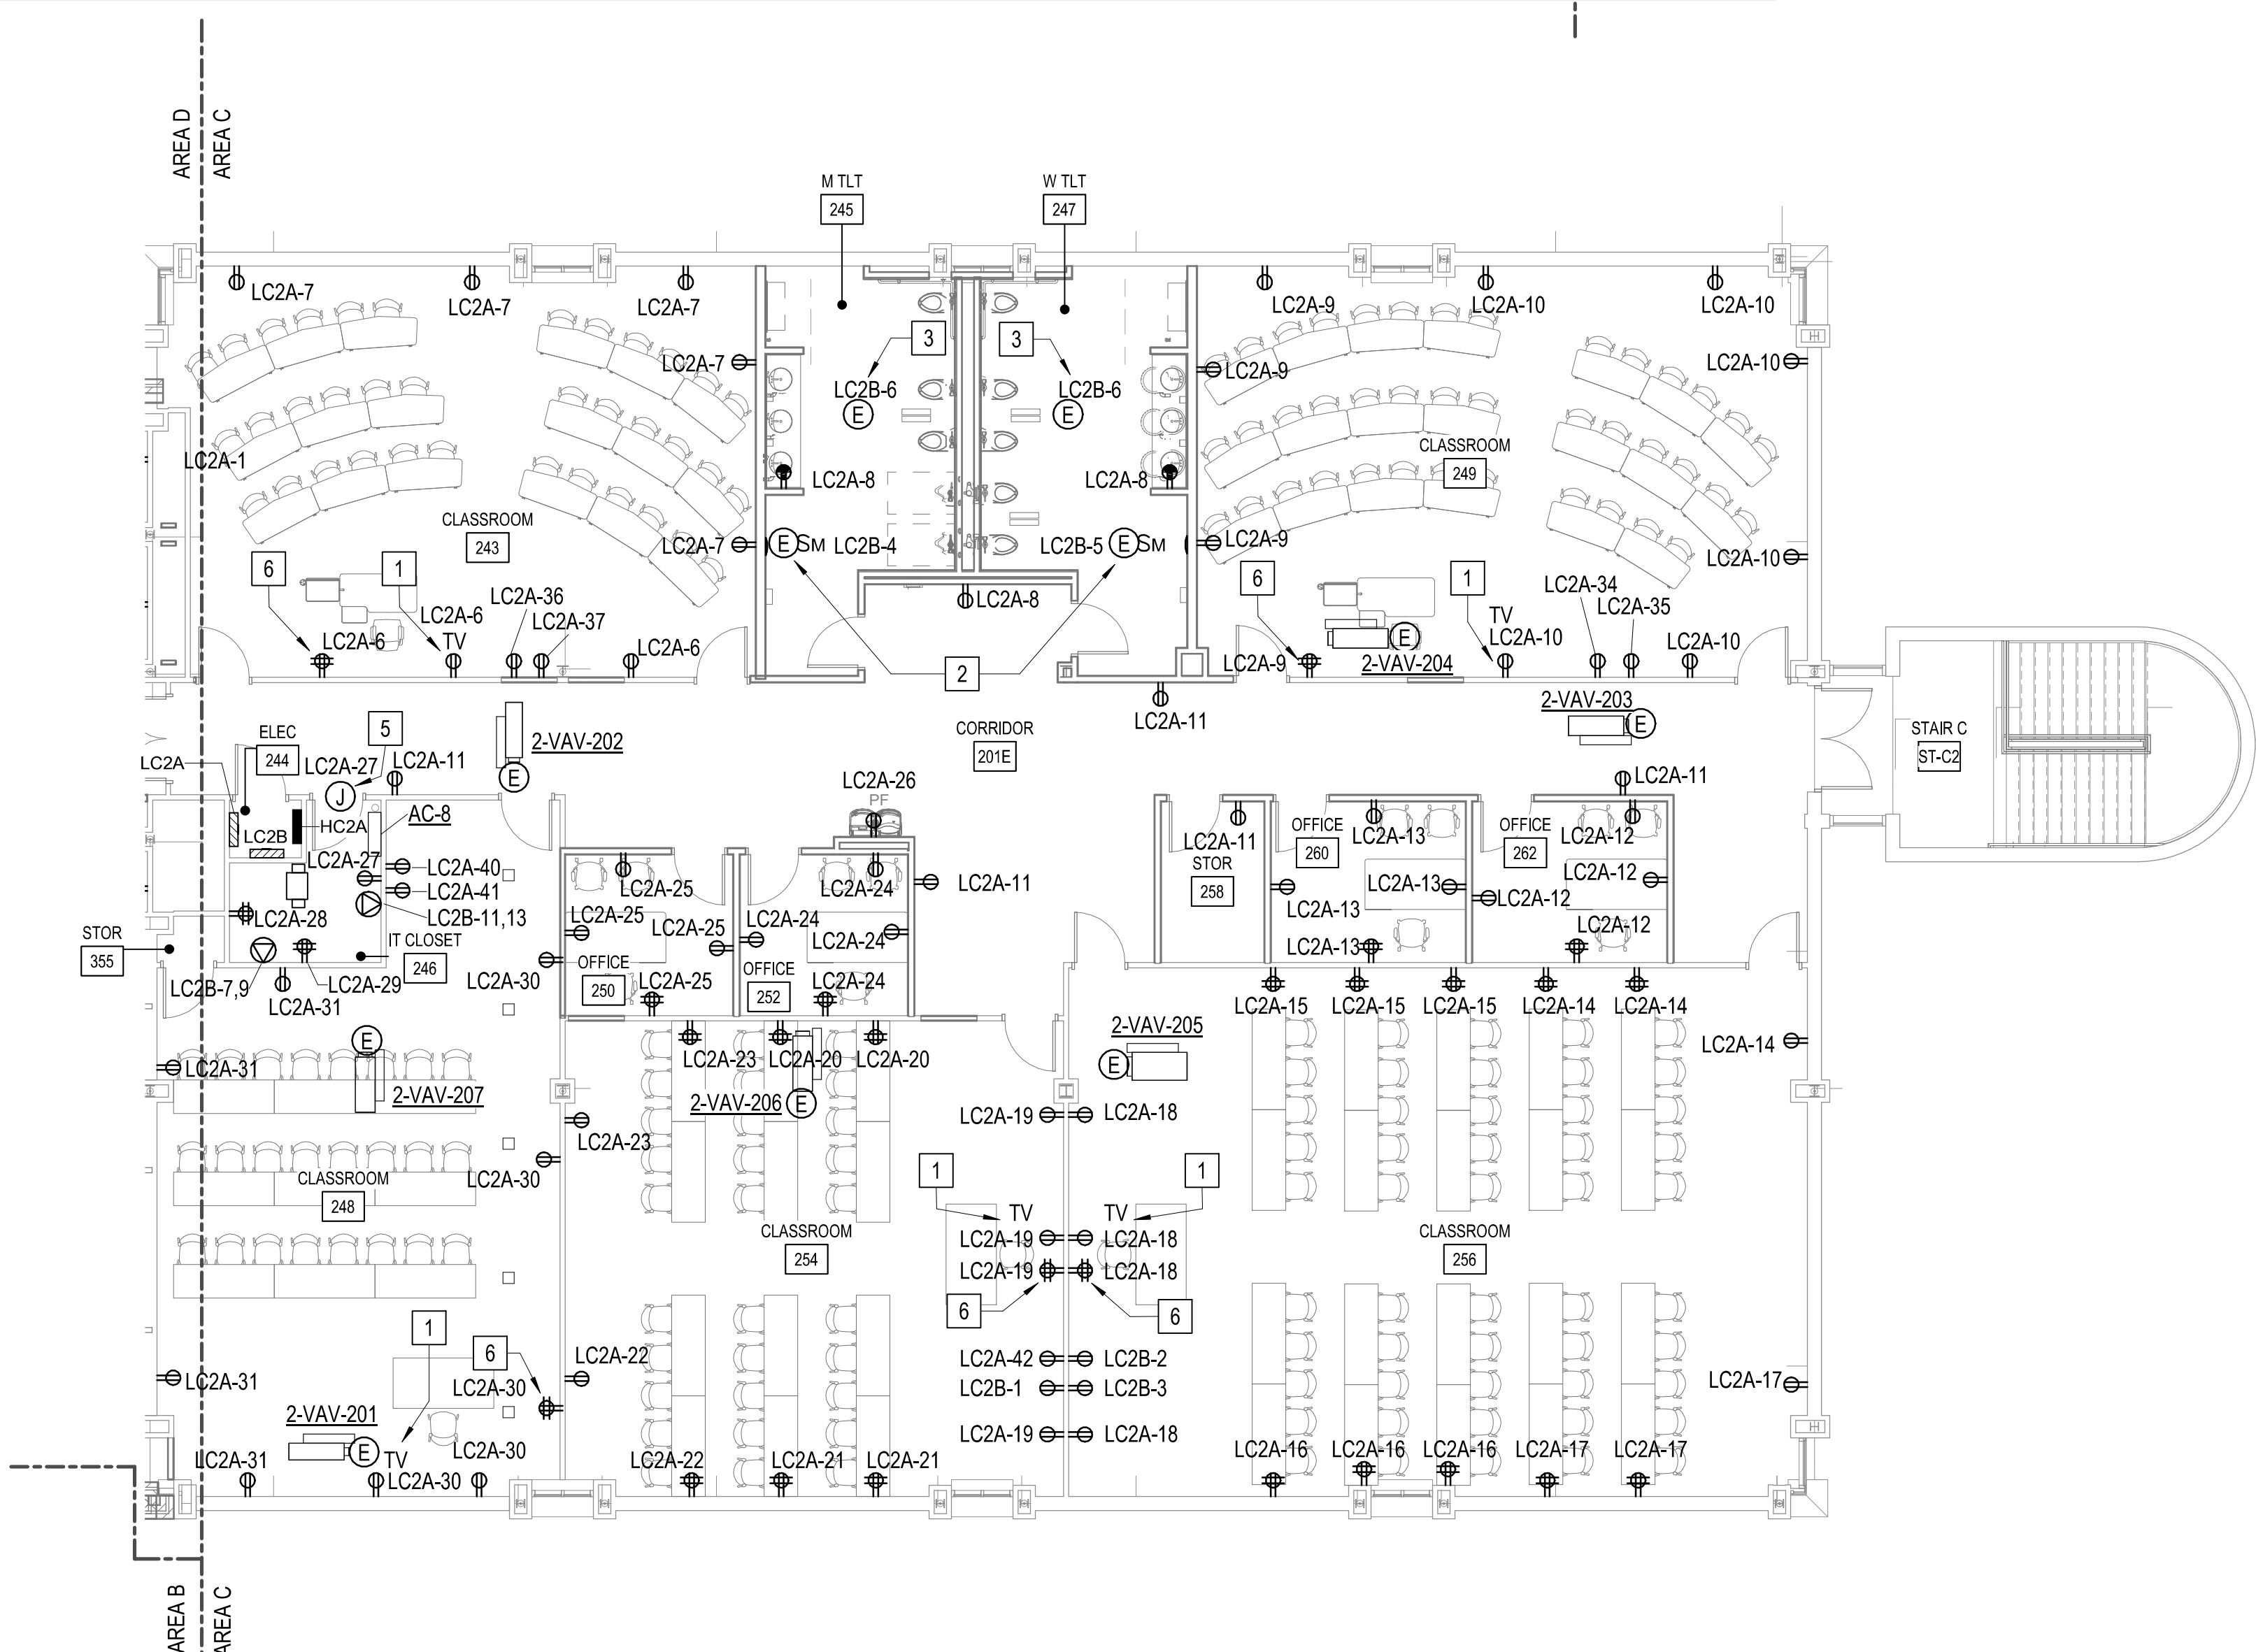 AREA D
AREA C
M TLT
245
W TLT
247
LC2A-7
LC2A-7
LC2A-7
LC2A-9
LC2A-10
LC2A-10
3
3
LC2A-7
LC2B-6
E
LC2B-6
E
LC2A-9
LC2A-10
LC2A-1
LC2A-8
LC2A-8
CLASSROOM
249
CLASSROOM
243
LC2A-7
E
SM
LC2B-4
LC2B-5
E
SM
LC2A-9
LC2A-10
6
1
LC2A-36
LC2A-37
LC2A-6
LC2A-6
TV
LC2A-6
LC2A-8
2
6
1
LC2A-34
LC2A-35
TV
LC2A-10
LC2A-10
E
LC2A-9
2-VAV-204
LC2A-11
2-VAV-203
E
CORRIDOR
201E
STAIR C
ST-C2
ELEC
244
5
LC2A-27
LC2A-11
J
2-VAV-202
E
LC2A
HC2A
LC2B
AC-8
LC2A-26
PF
LC2A-11
LC2A-27
LC2A-40
LC2A-41
LC2B-11,13
LC2A-28
IT CLOSET
246
STOR
355
LC2B-7,9
LC2A-29
LC2A-31
LC2A-30
LC2A-25
LC2A-25
LC2A-25
OFFICE
250
LC2A-25
LC2A-24
LC2A-24
LC2A-24
OFFICE
252
LC2A-24
LC2A-11
LC2A-11
STOR
258
OFFICE
260
LC2A-13
LC2A-13
LC2A-13
LC2A-13
OFFICE
262
LC2A-12
LC2A-12
LC2A-12
LC2A-12
LC2A-15
LC2A-15
LC2A-15
LC2A-14
LC2A-14
LC2A-14
E
LC2A-31
2-VAV-207
LC2A-23
LC2A-20
LC2A-20
2-VAV-206
E
2-VAV-205
E
LC2A-23
LC2A-19
LC2A-18
LC2A-30
CLASSROOM
248
1
1
TV
TV
CLASSROOM
254
LC2A-19
LC2A-18
LC2A-19
LC2A-18
6
6
CLASSROOM
256
1
6
LC2A-22
LC2A-42
LC2B-2
LC2B-1
LC2B-3
LC2A-17
LC2A-31
LC2A-30
2-VAV-201
E
TV
LC2A-30
LC2A-30
LC2A-31
LC2A-19
LC2A-18
LC2A-22
LC2A-21
LC2A-21
LC2A-16
LC2A-16
LC2A-16
LC2A-17
LC2A-17
AREA B
AREA C